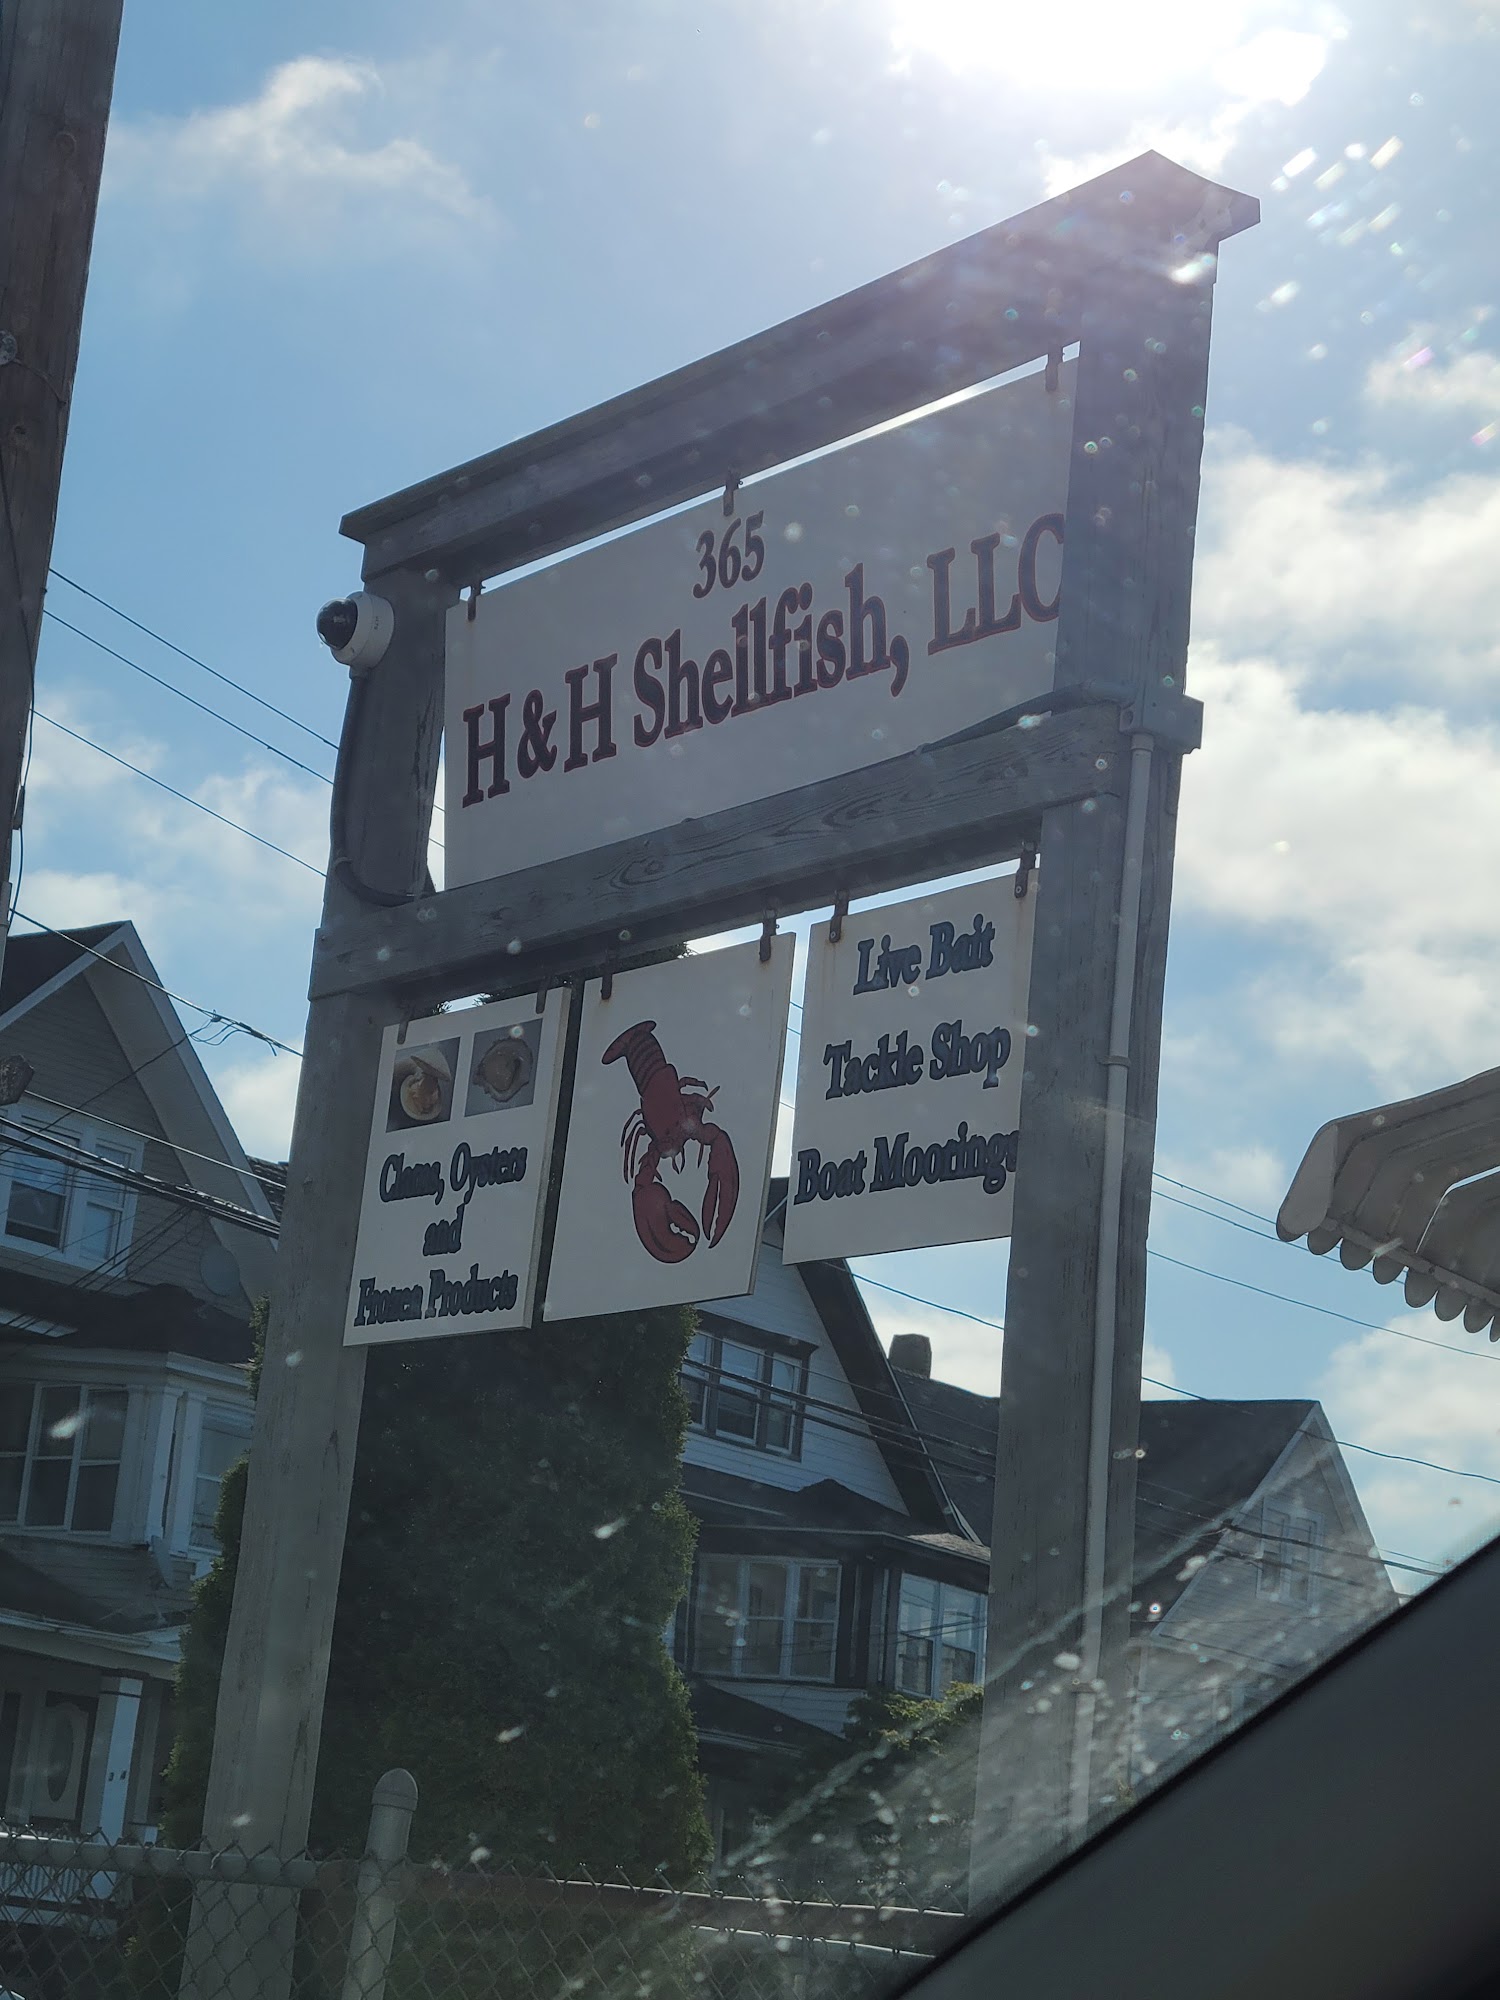 365
H & H Shellfish, LLC
Clams, Oysters
and
Frozen Products
Live Bait
Tackle Shop
Boat Moorings